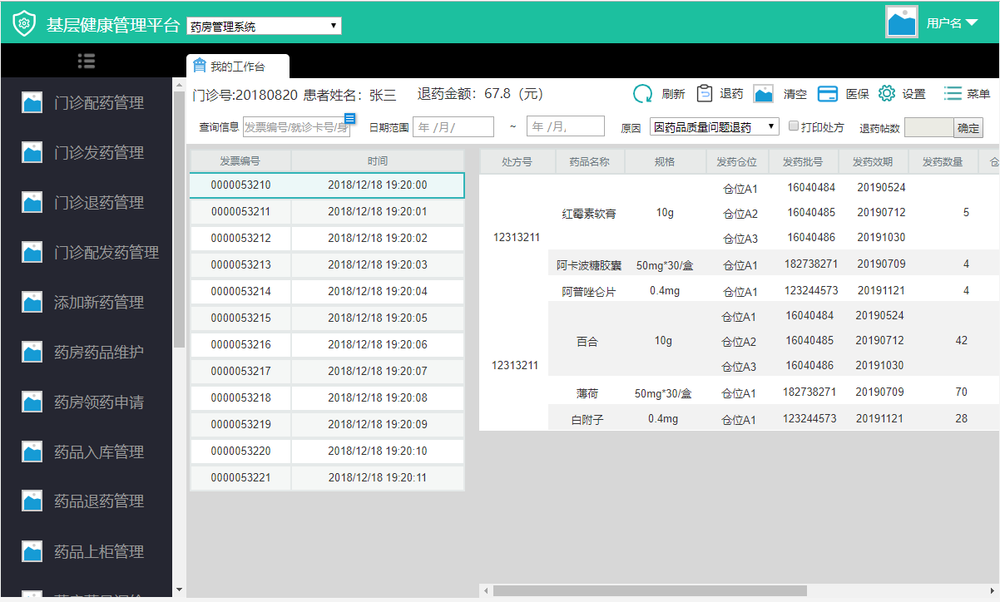 基层健康管理平台 药房管理系统 用户名
我的工作台
门诊号:20180820 患者姓名：张三 退药金额：67.8（元） 刷新 退药 清空 医保 设置 菜单
查询信息 发票编号/就诊卡号/身 日期范围 年 /月/ ~ 年 /月, 原因 因药品质量问题退药 打印处方 退药帖数 确定
门诊配药管理
门诊发药管理
门诊退药管理
门诊配发药管理
添加新药管理
药房药品维护
药房领药申请
药品入库管理
药品退药管理
药品上柜管理
发票编号 时间
0000053210 2018/12/18 19:20:00
0000053211 2018/12/18 19:20:01
0000053212 2018/12/18 19:20:02
0000053213 2018/12/18 19:20:03
0000053214 2018/12/18 19:20:04
0000053215 2018/12/18 19:20:05
0000053216 2018/12/18 19:20:06
0000053217 2018/12/18 19:20:07
0000053218 2018/12/18 19:20:08
0000053219 2018/12/18 19:20:09
0000053220 2018/12/18 19:20:10
0000053221 2018/12/18 19:20:11
处方号 药品名称 规格 发药仓位 发药批号 发药效期 发药数量 仓
仓位A1 16040484 20190524
红霉素软膏 10g 仓位A2 16040485 20190712 5
12313211 仓位A3 16040486 20191030
阿卡波糖胶囊 50mg*30/盒 仓位A1 182738271 20190709 4
阿普唑仑片 0.4mg 仓位A1 123244573 20191121 4
仓位A1 16040484 20190524
百合 10g 仓位A2 16040485 20190712 42
12313211 仓位A3 16040486 20191030
薄荷 50mg*30/盒 仓位A1 182738271 20190709 70
白附子 0.4mg 仓位A1 123244573 20191121 28